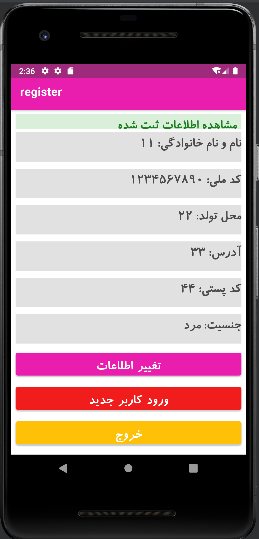 2:36
register
مشاهده اطلاعات ثبت شده
نام و نام خانوادگی: ۱۱
کد ملی: ۱۲۳۴۵۶۷۸۹۰
محل تولد: ۲۲
آدرس: ۳۳
کد پستی: ۴۴
جنسیت: مرد
تغییر اطلاعات
ورود کاربر جدید
خروج